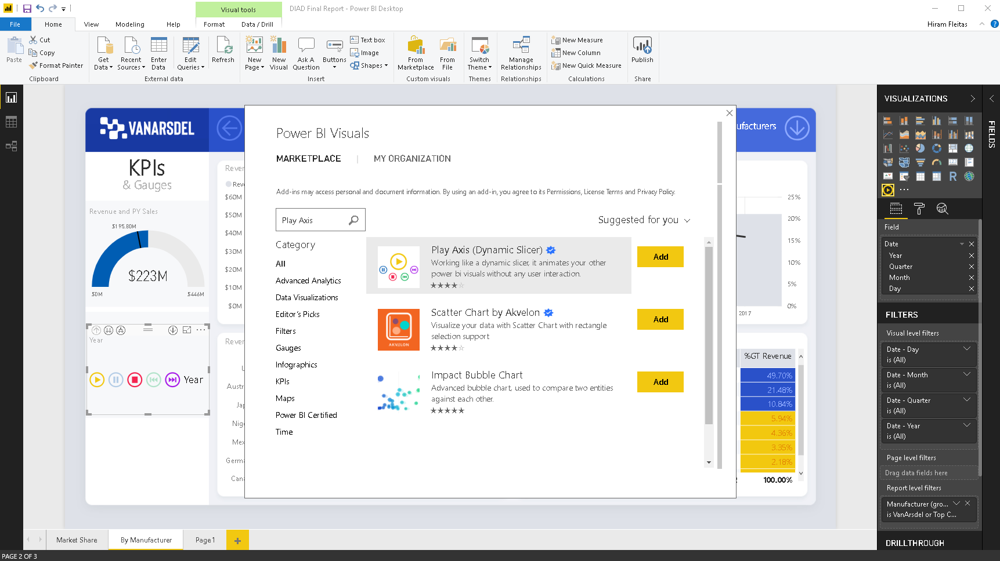 Visual tools
DIAD Final Report - Power BI Desktop
File
Home
View
Modeling
Help
Format
Data / Drill
Hiram Fleitas
Paste
Cut
Copy
Format Painter
Clipboard
Get Data
Recent Sources
Enter Data
Edit Queries
Refresh
External data
New Page
New Visual
Ask A Question
Buttons
Text box
Image
Shapes
Insert
From Marketplace
From File
Custom visuals
Switch Theme
Themes
Manage Relationships
Relationships
New Measure
New Column
New Quick Measure
Calculations
Publish
Share
VANARSDEL
KPIs
& Gauges
Revenue and PY Sales
$195.80M
$223M
$0M
$446M
Year
Year
$60M
$50M
$40M
$30M
$20M
$10M
$0M
Power BI Visuals
MARKETPLACE | MY ORGANIZATION
Add-ins may access personal and document information. By using an add-in, you agree to its Permissions, License Terms and Privacy Policy.
Play Axis
Suggested for you
Category
All
Advanced Analytics
Data Visualizations
Editor's Picks
Filters
Gauges
Infographics
KPIs
Maps
Power BI Certified
Time
Play Axis (Dynamic Slicer)
Working like a dynamic slicer, it animates your other
power bi visuals without any user interaction.
Add
Scatter Chart by Akvelon
Visualize your data with Scatter Chart with rectangle
selection support
Add
AKVELON
Impact Bubble Chart
Advanced bubble chart, used to compare two entities
against each other.
Add
ufacturers
25%
20%
15%
10%
5%
0%
2017
%GT Revenue
49.70%
21.48%
10.84%
5.94%
4.36%
3.35%
2.18%
100.00%
VISUALIZATIONS
FIELDS
R
Field
Date
Year
Quarter
Month
Day
FILTERS
Visual level filters
Date - Day
is (All)
Date - Month
is (All)
Date - Quarter
is (All)
Date - Year
is (All)
Page level filters
Drag data fields here
Report level filters
Manufacturer (gro...
is VanArsdel or Top C...
DRILLTHROUGH
Market Share
By Manufacturer
Page 1
PAGE 2 OF 3